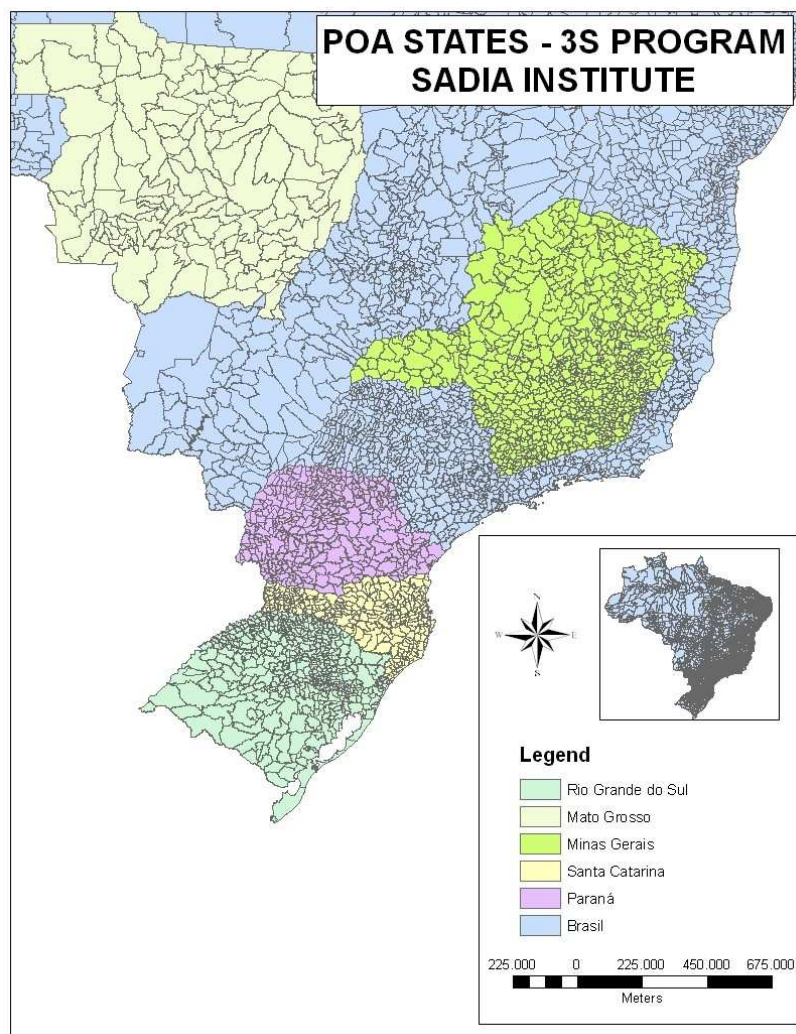 POA STATES - 3S PROGRAM
SADIA INSTITUTE
N
W
E
S
Legend
Rio Grande do Sul
Mato Grosso
Minas Gerais
Santa Catarina
Paraná
Brasil
225.000 0 225.000 450.000 675.000
Meters